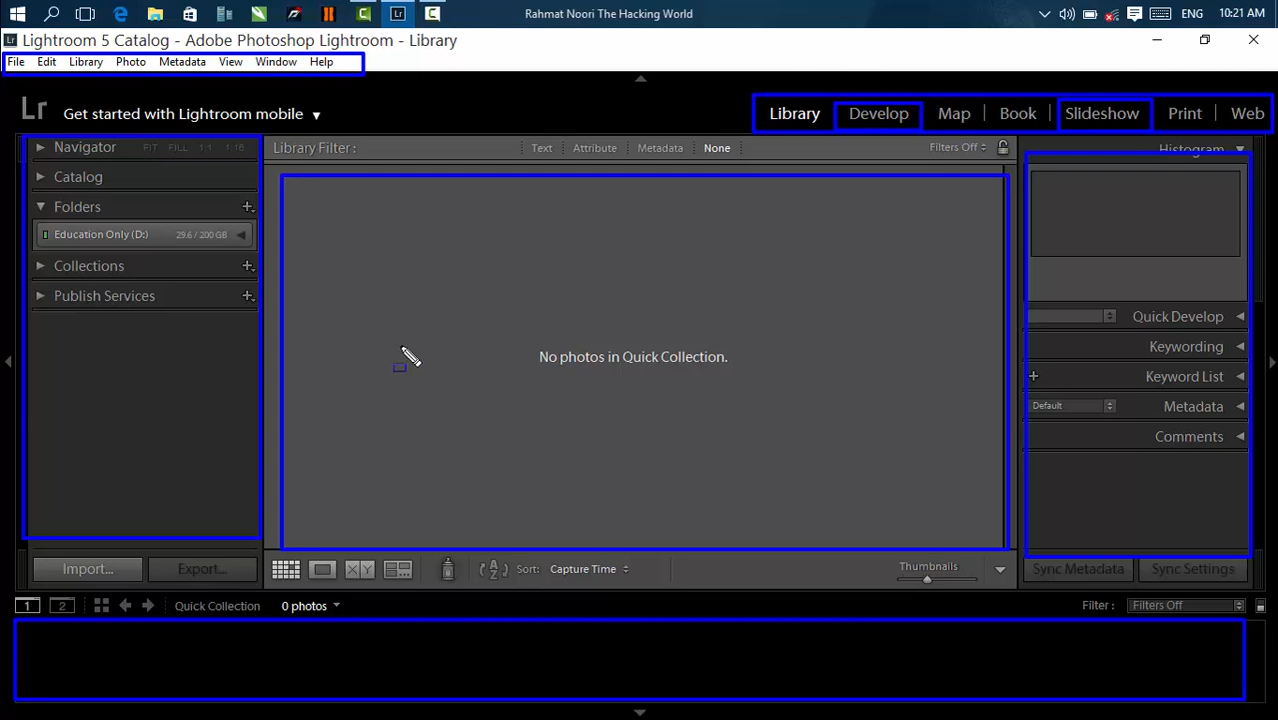 Rahmat Noori The Hacking World
ENG 10:21 AM
Lr Lightroom 5 Catalog - Adobe Photoshop Lightroom - Library
File Edit Library Photo Metadata View Window Help
Lr Get started with Lightroom mobile
Library Develop Map Book Slideshow Print Web
Navigator FIT FILL 1:1 1:16
Library Filter : Text Attribute Metadata None Filters Off
Histogram
Catalog
Folders
Education Only (D:) 29.6 / 200 GB
Collections
Publish Services
Quick Develop
No photos in Quick Collection.
Keywording
Keyword List
Default Metadata
Comments
Import... Export...
XY
Sort: Capture Time
Thumbnails
Sync Metadata Sync Settings
1 2 Quick Collection 0 photos
Filter : Filters Off